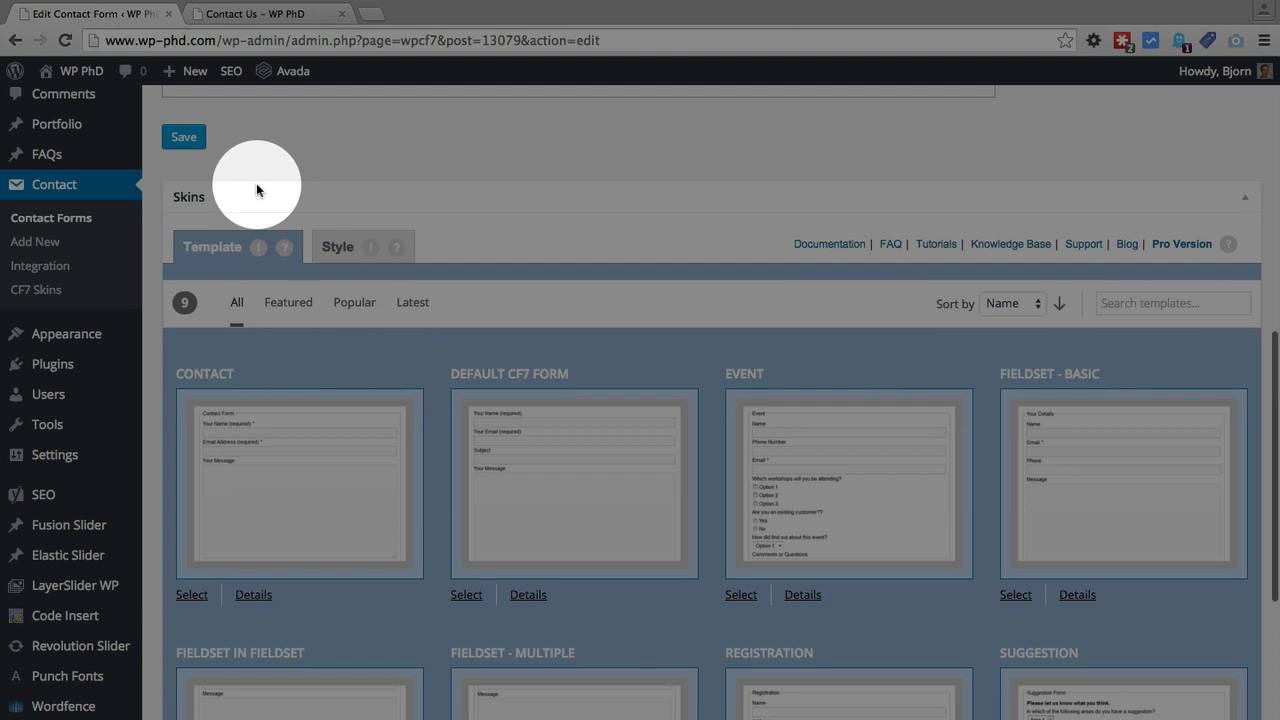 Edit Contact Form ‹ WP Ph
Contact Us – WP PhD
www.wp-phd.com/wp-admin/admin.php?page=wpcf7&post=13079&action=edit
2
1
WP PhD
0
New
SEO
Avada
Howdy, Bjorn
Comments
Portfolio
FAQs
Contact
Contact Forms
Add New
Integration
CF7 Skins
Appearance
Plugins
Users
Tools
Settings
SEO
Fusion Slider
Elastic Slider
LayerSlider WP
Code Insert
Revolution Slider
Punch Fonts
Wordfence
Save
Skins
Template ! ?
Style ! ?
Documentation | FAQ | Tutorials | Knowledge Base | Support | Blog | Pro Version ?
9 All Featured Popular Latest
Sort by Name
Search templates...
CONTACT
Contact Form
Your Name (required) *
Email Address (required) *
Your Message
Select Details
DEFAULT CF7 FORM
Your Name (required)
Your Email (required)
Subject
Your Message
Select Details
EVENT
Event
Name
Phone Number
Email *
Which workshops will you be attending?
Option 1
Option 2
Option 3
Are you an existing customer??
Yes
No
How did find out about this event?
Option 1
Comments or Questions
Select Details
FIELDSET - BASIC
Your Details
Name
Email *
Phone
Message
Select Details
FIELDSET IN FIELDSET
Message
FIELDSET - MULTIPLE
Message
REGISTRATION
Registration
Name
SUGGESTION
Suggestion Form
Please let us know what you think.
In which of the following areas do you have a suggestion?